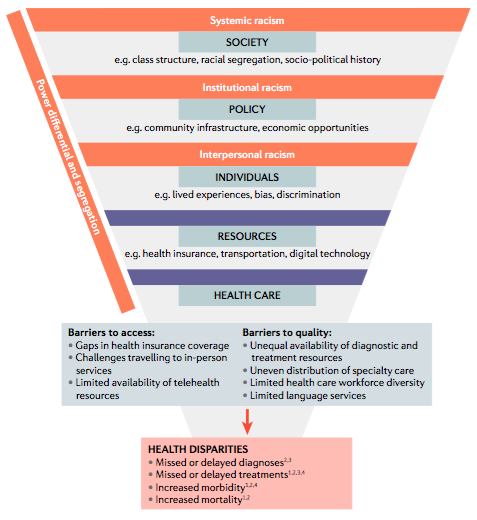 Systemic racism
SOCIETY
e.g. class structure, racial segregation, socio-political history
Institutional racism
POLICY
e.g. community infrastructure, economic opportunities
Interpersonal racism
INDIVIDUALS
e.g. lived experiences, bias, discrimination
RESOURCES
e.g. health insurance, transportation, digital technology
HEALTH CARE
Power differential and segregation
Barriers to access:
• Gaps in health insurance coverage
• Challenges travelling to in-person
services
• Limited availability of telehealth
resources
Barriers to quality:
• Unequal availability of diagnostic and
treatment resources
• Uneven distribution of specialty care
• Limited health care workforce diversity
• Limited language services
HEALTH DISPARITIES
• Missed or delayed diagnoses2,3
• Missed or delayed treatments1,2,3,4
• Increased morbidity1,2,4
• Increased mortality1,2